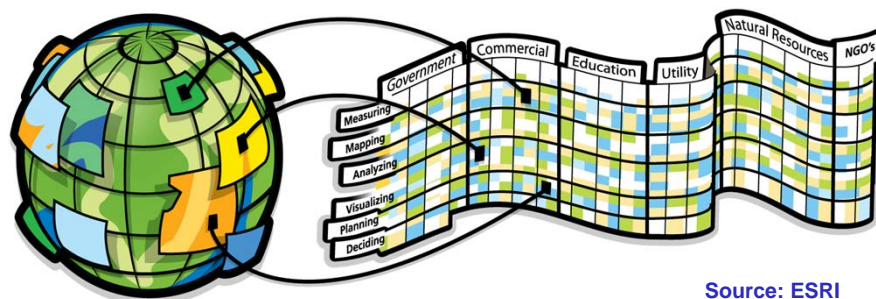 Government
Commercial
Education
Utility
Natural Resources
NGO's
Measuring
Mapping
Analyzing
Visualizing
Planning
Deciding
Source: ESRI